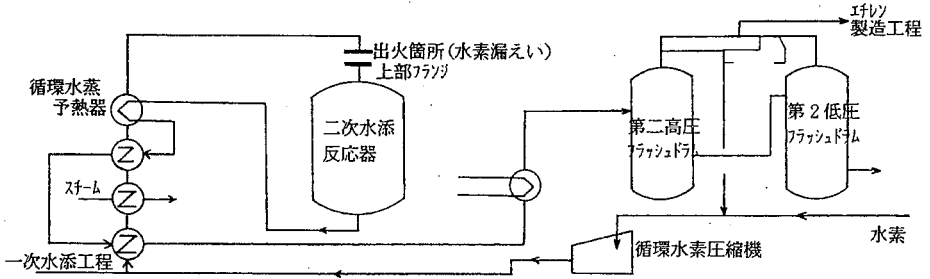 ｴﾁﾚﾝ
製造工程
出火箇所(水素漏えい)
上部ﾌﾗﾝｼﾞ
循環水蒸
予熱器
二次水添
反応器
第二高圧
ﾌﾗｯｼｭﾄﾞﾗﾑ
第2低圧
ﾌﾗｯｼｭﾄﾞﾗﾑ
ｽﾁｰﾑ
一次水添工程
循環水素圧縮機
水素